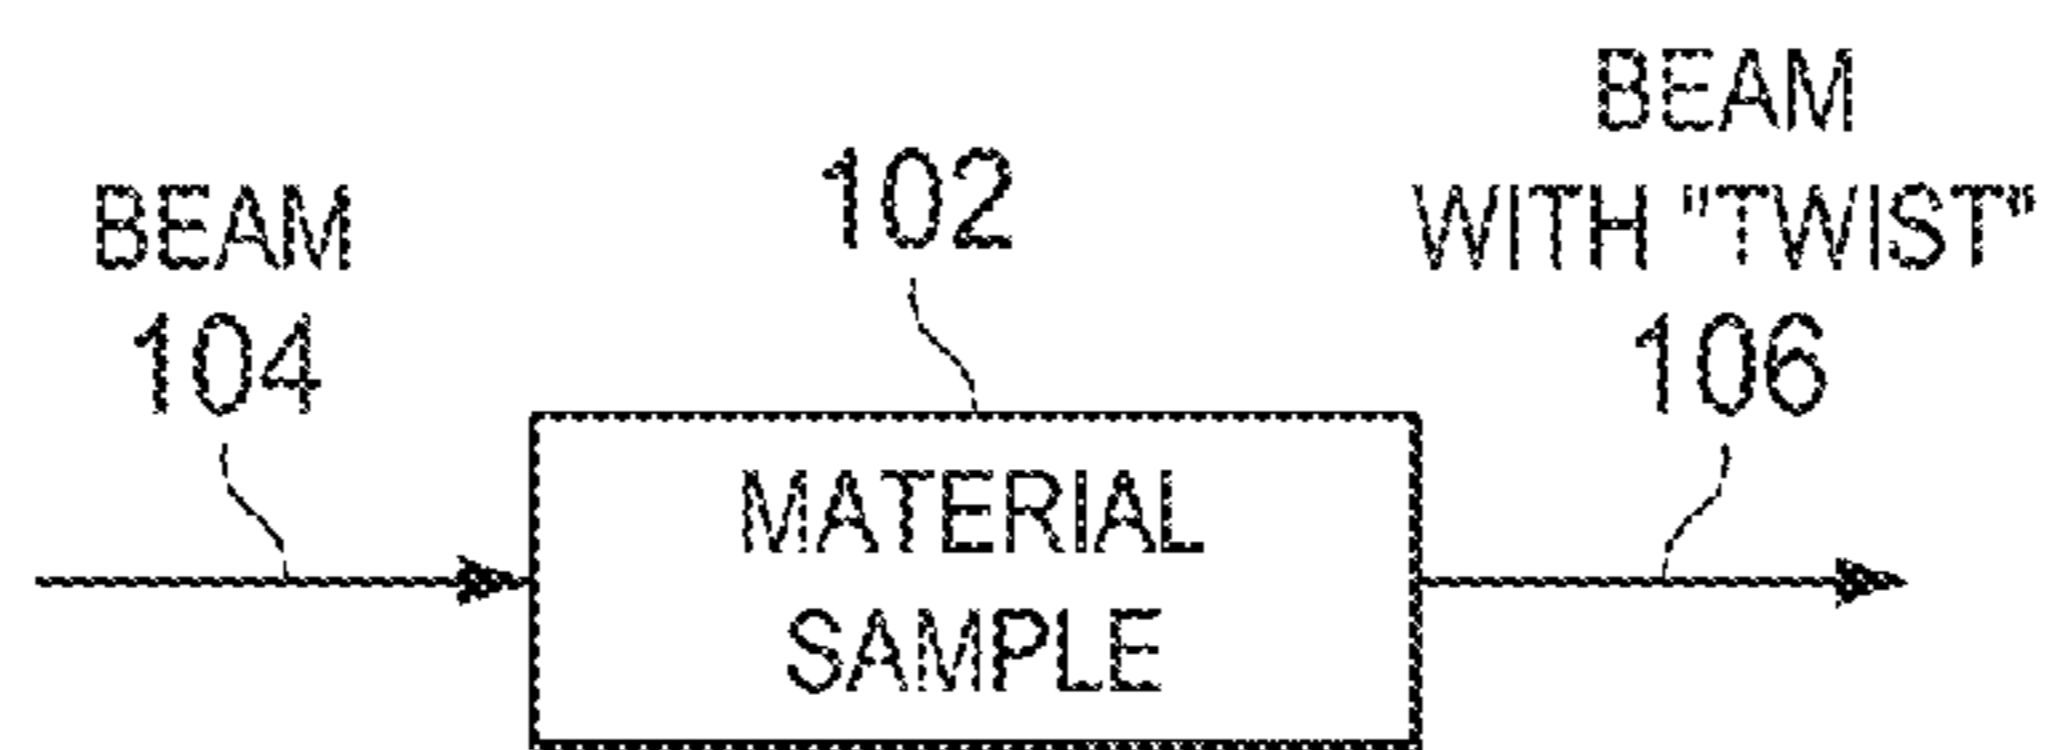 BEAM
104
102
BEAM
WITH "TWIST"
106
MATERIAL
SAMPLE